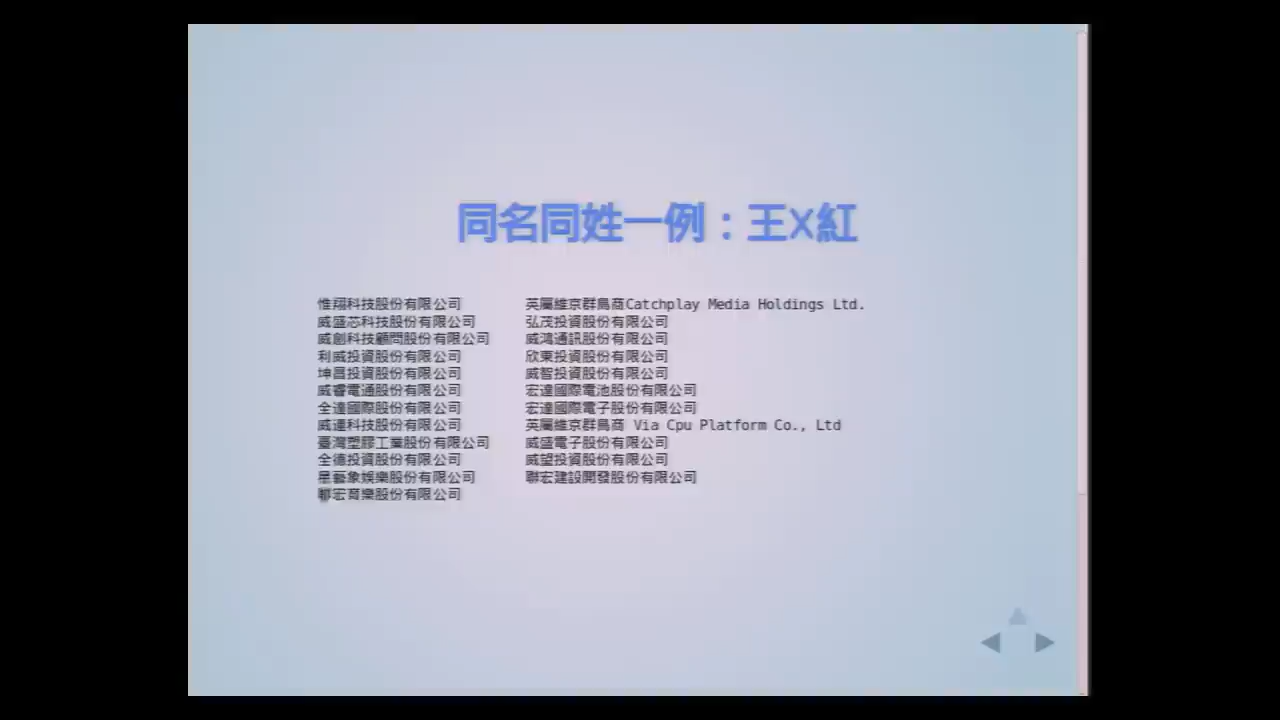 同名同姓一例：王X紅
惟翔科技股份有限公司
威盛芯科技股份有限公司
威創科技顧問股份有限公司
利威投資股份有限公司
坤昌投資股份有限公司
威睿電通股份有限公司
全達國際股份有限公司
威連科技股份有限公司
臺灣塑膠工業股份有限公司
全德投資股份有限公司
星藝象娛樂股份有限公司
聯宏育樂股份有限公司
英屬維京群島商Catchplay Media Holdings Ltd.
弘茂投資股份有限公司
威鴻通訊股份有限公司
欣東投資股份有限公司
威智投資股份有限公司
宏達國際電池股份有限公司
宏達國際電子股份有限公司
英屬維京群島商 Via Cpu Platform Co., Ltd
威盛電子股份有限公司
威望投資股份有限公司
聯宏建設開發股份有限公司